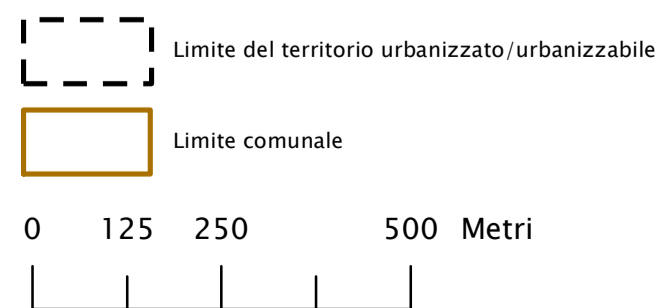 Limite del territorio urbanizzato/urbanizzabile
Limite comunale
0 125 250 500 Metri